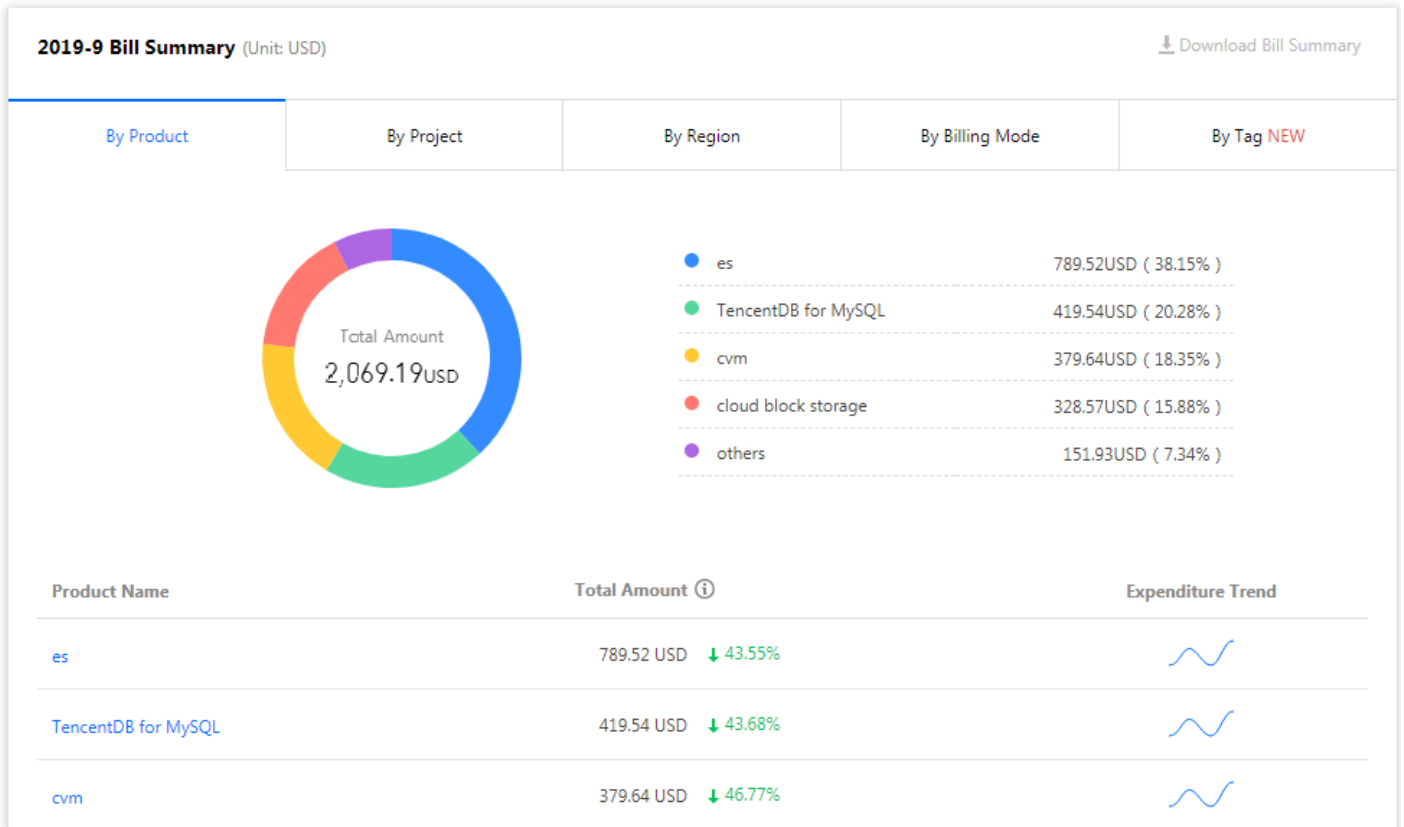 2019-9 Bill Summary (Unit: USD)
Download Bill Summary
By Product
By Project
By Region
By Billing Mode
By Tag NEW
Total Amount
2,069.19USD
es 789.52USD ( 38.15% )
TencentDB for MySQL 419.54USD ( 20.28% )
cvm 379.64USD ( 18.35% )
cloud block storage 328.57USD ( 15.88% )
others 151.93USD ( 7.34% )
Product Name Total Amount Expenditure Trend
es 789.52 USD 43.55%
TencentDB for MySQL 419.54 USD 43.68%
cvm 379.64 USD 46.77%